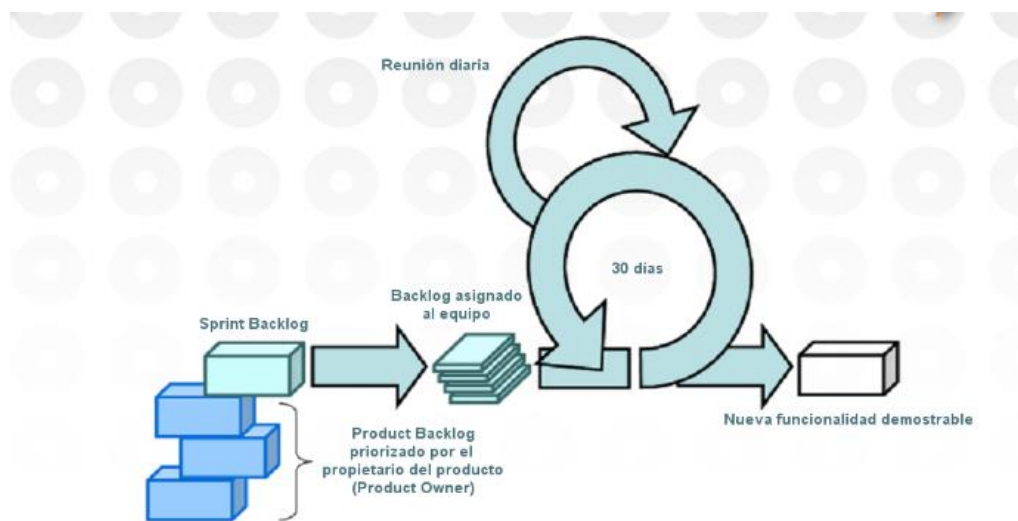 Reunión diaria
30 días
Backlog asignado
al equipo
Sprint Backlog
Nueva funcionalidad demostrable
Product Backlog
priorizado por el
propietario del producto
(Product Owner)